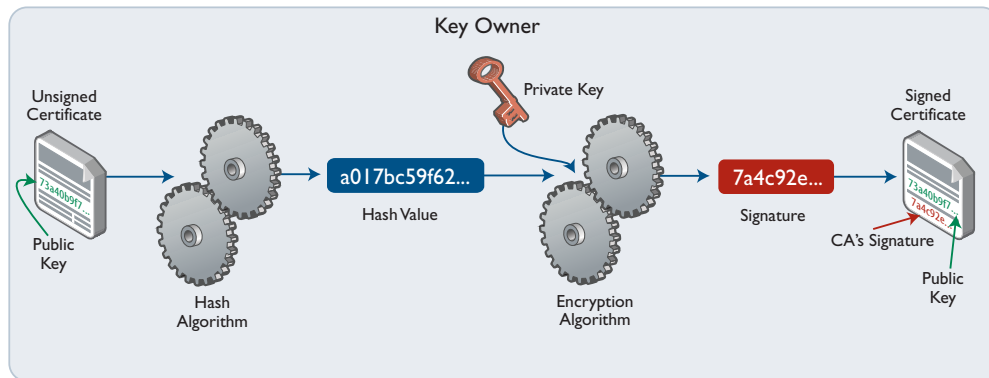 Key Owner
Unsigned
Certificate
73a40b9f7...
Public
Key
Hash
Algorithm
a017bc59f62...
Hash Value
Private Key
Encryption
Algorithm
7a4c92e...
Signature
Signed
Certificate
73a40b9f7...
7a4c92e...
CA's Signature
Public
Key